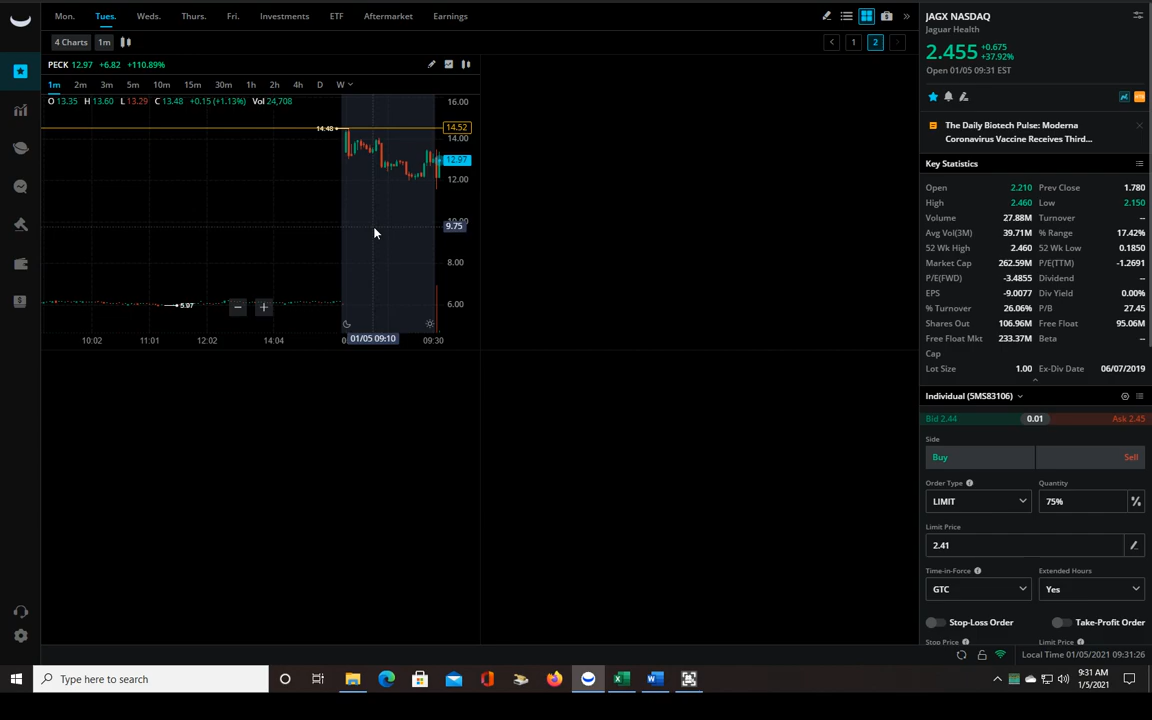 Mon. Tues. Weds. Thurs. Fri. Investments ETF Aftermarket Earnings »
4 Charts 1m
< 1 2 >
PECK 12.97 +6.82 +110.89%
1m 2m 3m 5m 10m 15m 30m 1h 2h 4h D W
O 13.35 H 13.60 L 13.29 C 13.48 +0.15 (+1.13%) Vol 24,708
16.00
14.48
14.52
14.00
12.97
12.00
9.75
8.00
6.00
5.97
− +
10:02 11:01 12:02 14:04 01/05 09:10 09:30
JAGX NASDAQ
Jaguar Health
2.455 +0.675
+37.92%
Open 01/05 09:31 EST
The Daily Biotech Pulse: Moderna
Coronavirus Vaccine Receives Third...
Key Statistics
Open 2.210 Prev Close 1.780
High 2.460 Low 2.150
Volume 27.88M Turnover --
Avg Vol(3M) 39.71M % Range 17.42%
52 Wk High 2.460 52 Wk Low 0.1850
Market Cap 262.59M P/E(TTM) -1.2691
P/E(FWD) -3.4855 Dividend --
EPS -9.0077 Div Yield 0.00%
% Turnover 26.06% P/B 27.45
Shares Out 106.96M Free Float 95.06M
Free Float Mkt 233.37M Beta --
Cap
Lot Size 1.00 Ex-Div Date 06/07/2019
Individual (5MS83106)
Bid 2.44 0.01 Ask 2.45
Side
Buy Sell
Order Type Quantity
LIMIT 75%
Limit Price
2.41
Time-in-Force Extended Hours
GTC Yes
Stop-Loss Order Take-Profit Order
Stop Price Limit Price
Local Time 01/05/2021 09:31:26
Type here to search
9:31 AM
1/5/2021